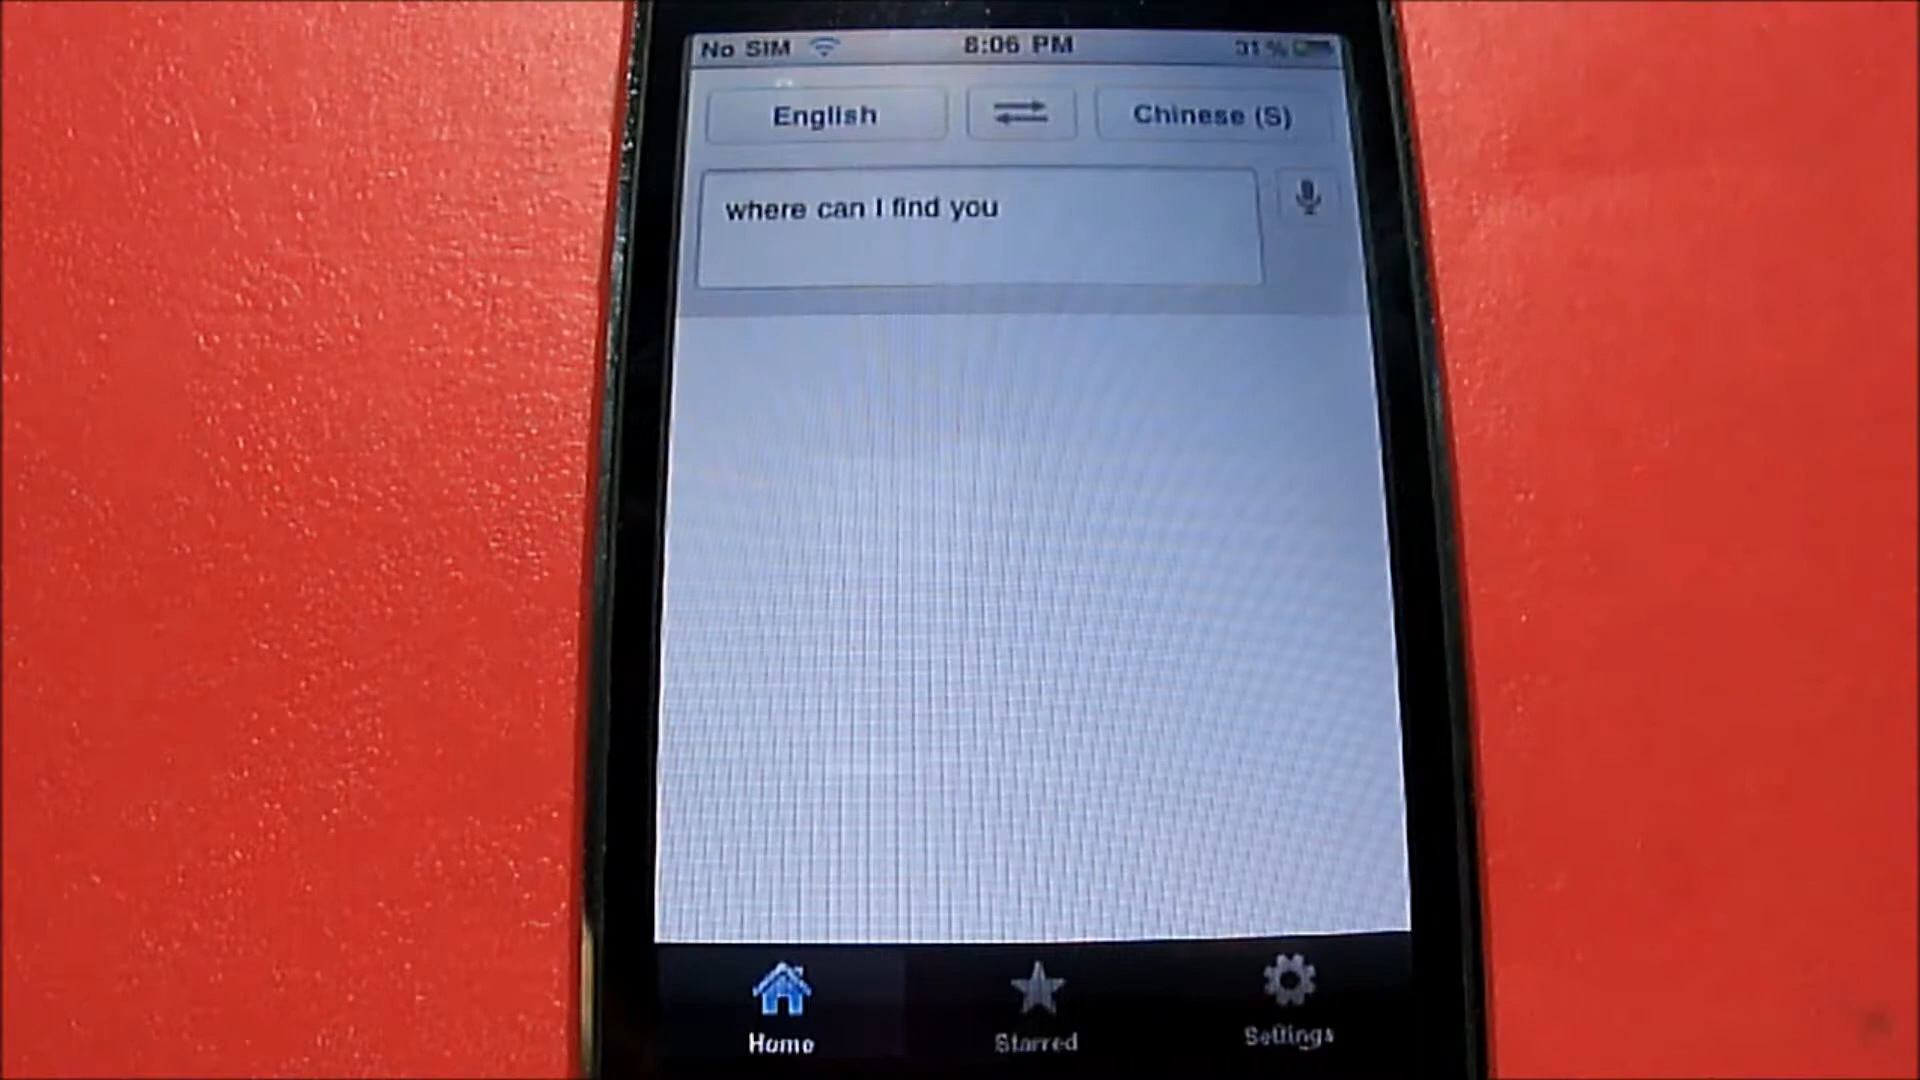 No SIM 8:06 PM 31%
English Chinese (S)
where can I find you
Home Starred Settings